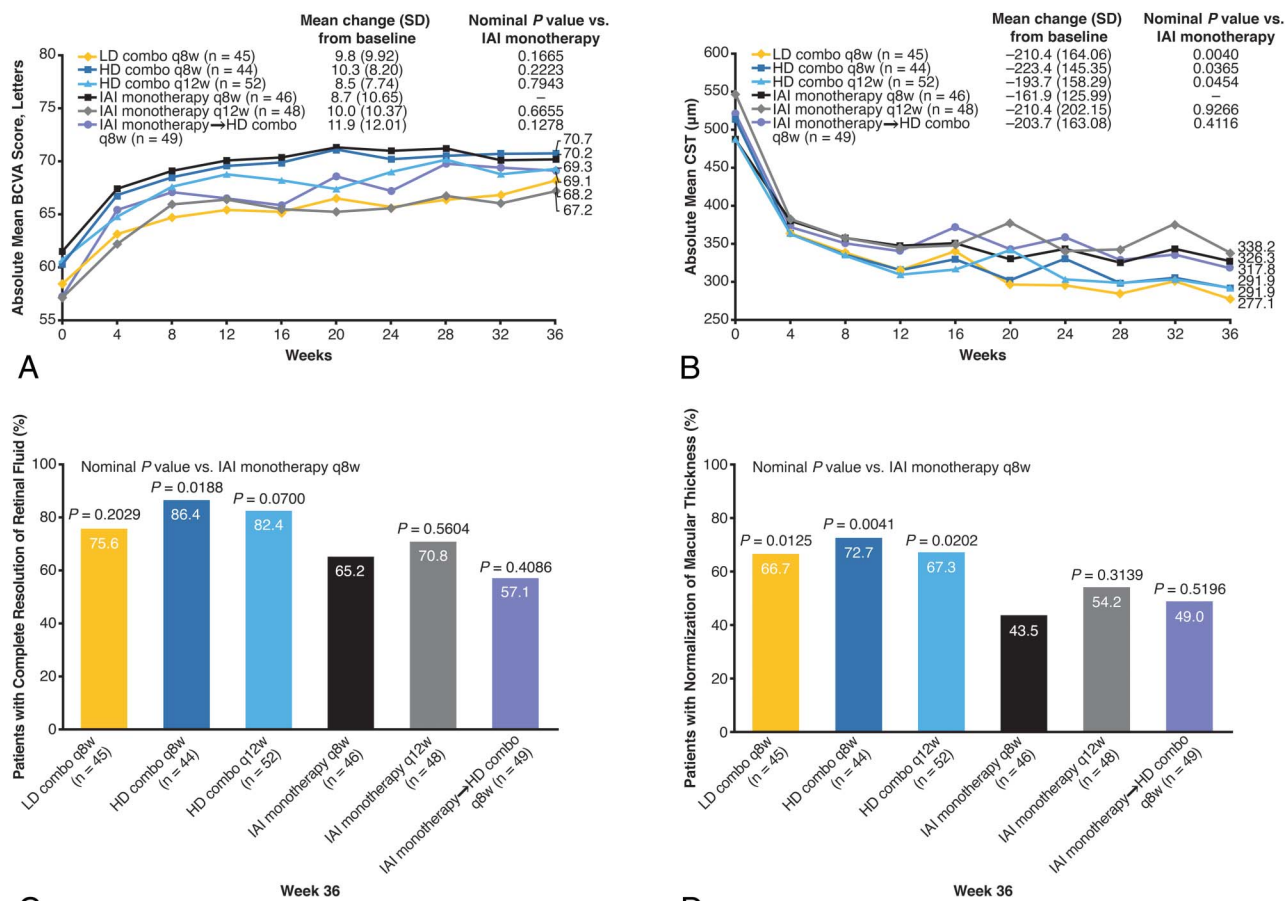 Mean change (SD) from baseline
Nominal P value vs. IAI monotherapy
LD combo q8w (n = 45) 9.8 (9.92) 0.1665
HD combo q8w (n = 44) 10.3 (8.20) 0.2223
HD combo q12w (n = 52) 8.5 (7.74) 0.7943
IAI monotherapy q8w (n = 46) 8.7 (10.65) –
IAI monotherapy q12w (n = 48) 10.0 (10.37) 0.6655
IAI monotherapy→HD combo 11.9 (12.01) 0.1278
q8w (n = 49)
Absolute Mean BCVA Score, Letters
80
75
70
65
60
55
70.7
70.2
69.3
69.1
68.2
67.2
0 4 8 12 16 20 24 28 32 36
Weeks
A
Mean change (SD) from baseline
Nominal P value vs. IAI monotherapy
LD combo q8w (n = 45) –210.4 (164.06) 0.0040
HD combo q8w (n = 44) –223.4 (145.35) 0.0365
HD combo q12w (n = 52) –193.7 (158.29) 0.0454
IAI monotherapy q8w (n = 46) –161.9 (125.99) –
IAI monotherapy q12w (n = 48) –210.4 (202.15) 0.9266
IAI monotherapy→HD combo –203.7 (163.08) 0.4116
q8w (n = 49)
Absolute Mean CST (µm)
600
550
500
450
400
350
300
250
338.2
326.3
317.8
291.9
291.9
277.1
0 4 8 12 16 20 24 28 32 36
Weeks
B
Patients with Complete Resolution of Retinal Fluid (%)
100
80
60
40
20
0
Nominal P value vs. IAI monotherapy q8w
P = 0.2029
75.6
P = 0.0188
86.4
P = 0.0700
82.4
65.2
P = 0.5604
70.8
P = 0.4086
57.1
LD combo q8w
(n = 45)
HD combo q8w
(n = 44)
HD combo q12w
(n = 52)
IAI monotherapy q8w
(n = 46)
IAI monotherapy q12w
(n = 48)
IAI monotherapy→HD combo
q8w (n = 49)
Week 36
Patients with Normalization of Macular Thickness (%)
100
80
60
40
20
0
Nominal P value vs. IAI monotherapy q8w
P = 0.0125
66.7
P = 0.0041
72.7
P = 0.0202
67.3
43.5
P = 0.3139
54.2
P = 0.5196
49.0
LD combo q8w
(n = 45)
HD combo q8w
(n = 44)
HD combo q12w
(n = 52)
IAI monotherapy q8w
(n = 46)
IAI monotherapy q12w
(n = 48)
IAI monotherapy→HD combo
q8w (n = 49)
Week 36